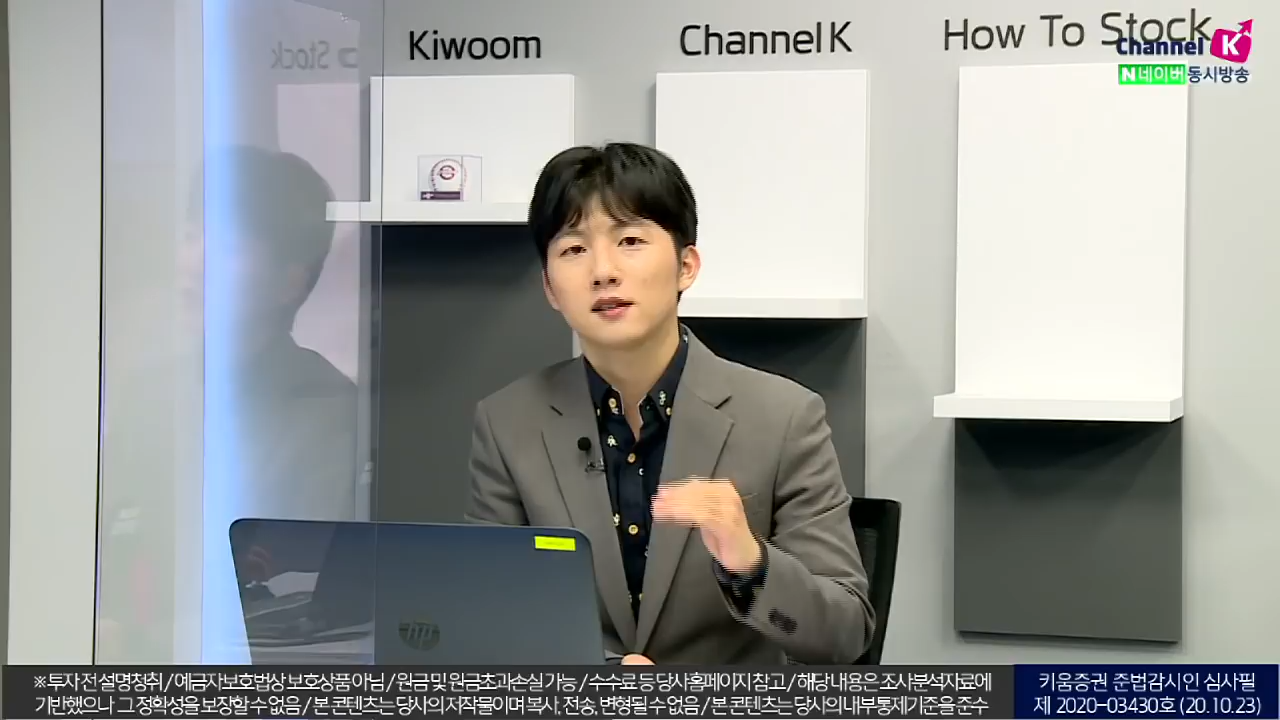 Kiwoom
Channel K
How To Stock
Stock
Channel K
N 네이버 동시방송
hp
※ 투자 전 설명청취 / 예금자보호법상 보호상품 아님 / 원금 및 원금초과손실 가능 / 수수료 등 당사홈페이지 참고 / 해당 내용은 조사분석자료에
기반했으나 그 정확성을 보장할 수 없음 / 본 콘텐츠는 당사의 저작물이며 복사, 전송, 변형될 수 없음 / 본 콘텐츠는 당사의 내부통제기준을 준수
키움증권 준법감시인 심사필
제 2020-03430호 (20.10.23)